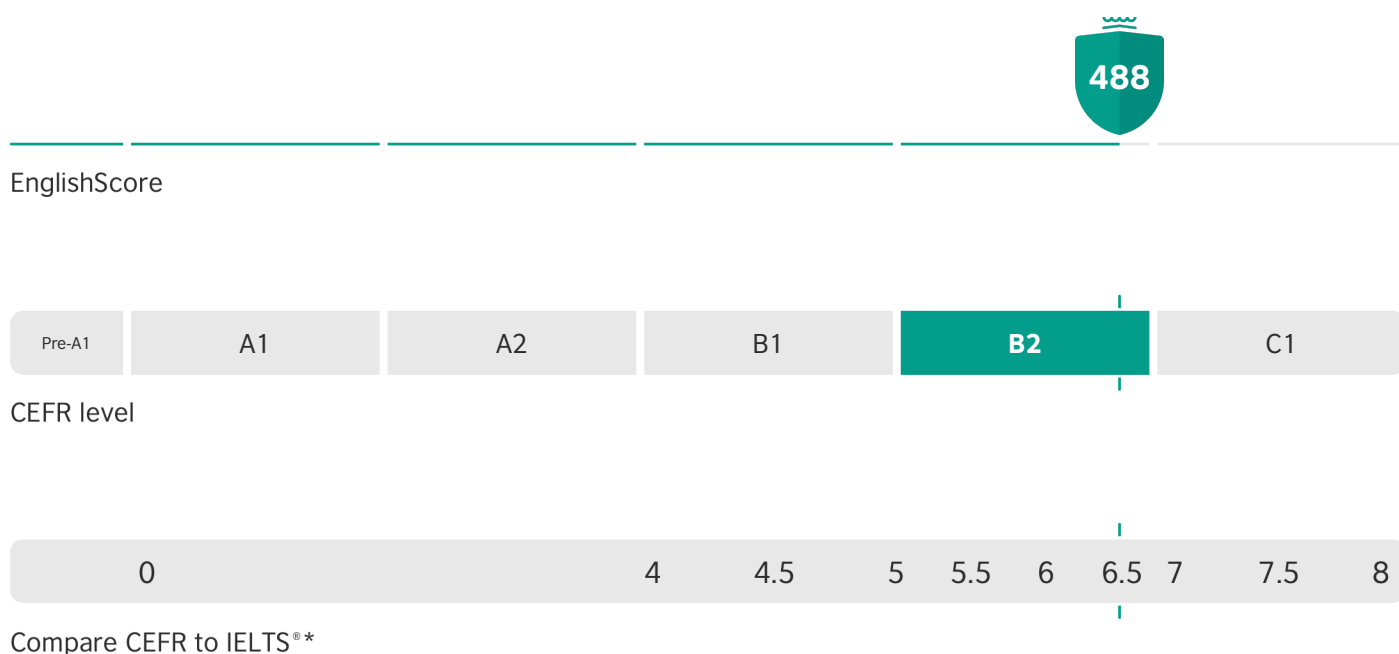 488
EnglishScore
Pre-A1 A1 A2 B1 B2 C1
CEFR level
0 4 4.5 5 5.5 6 6.5 7 7.5 8
Compare CEFR to IELTS®*